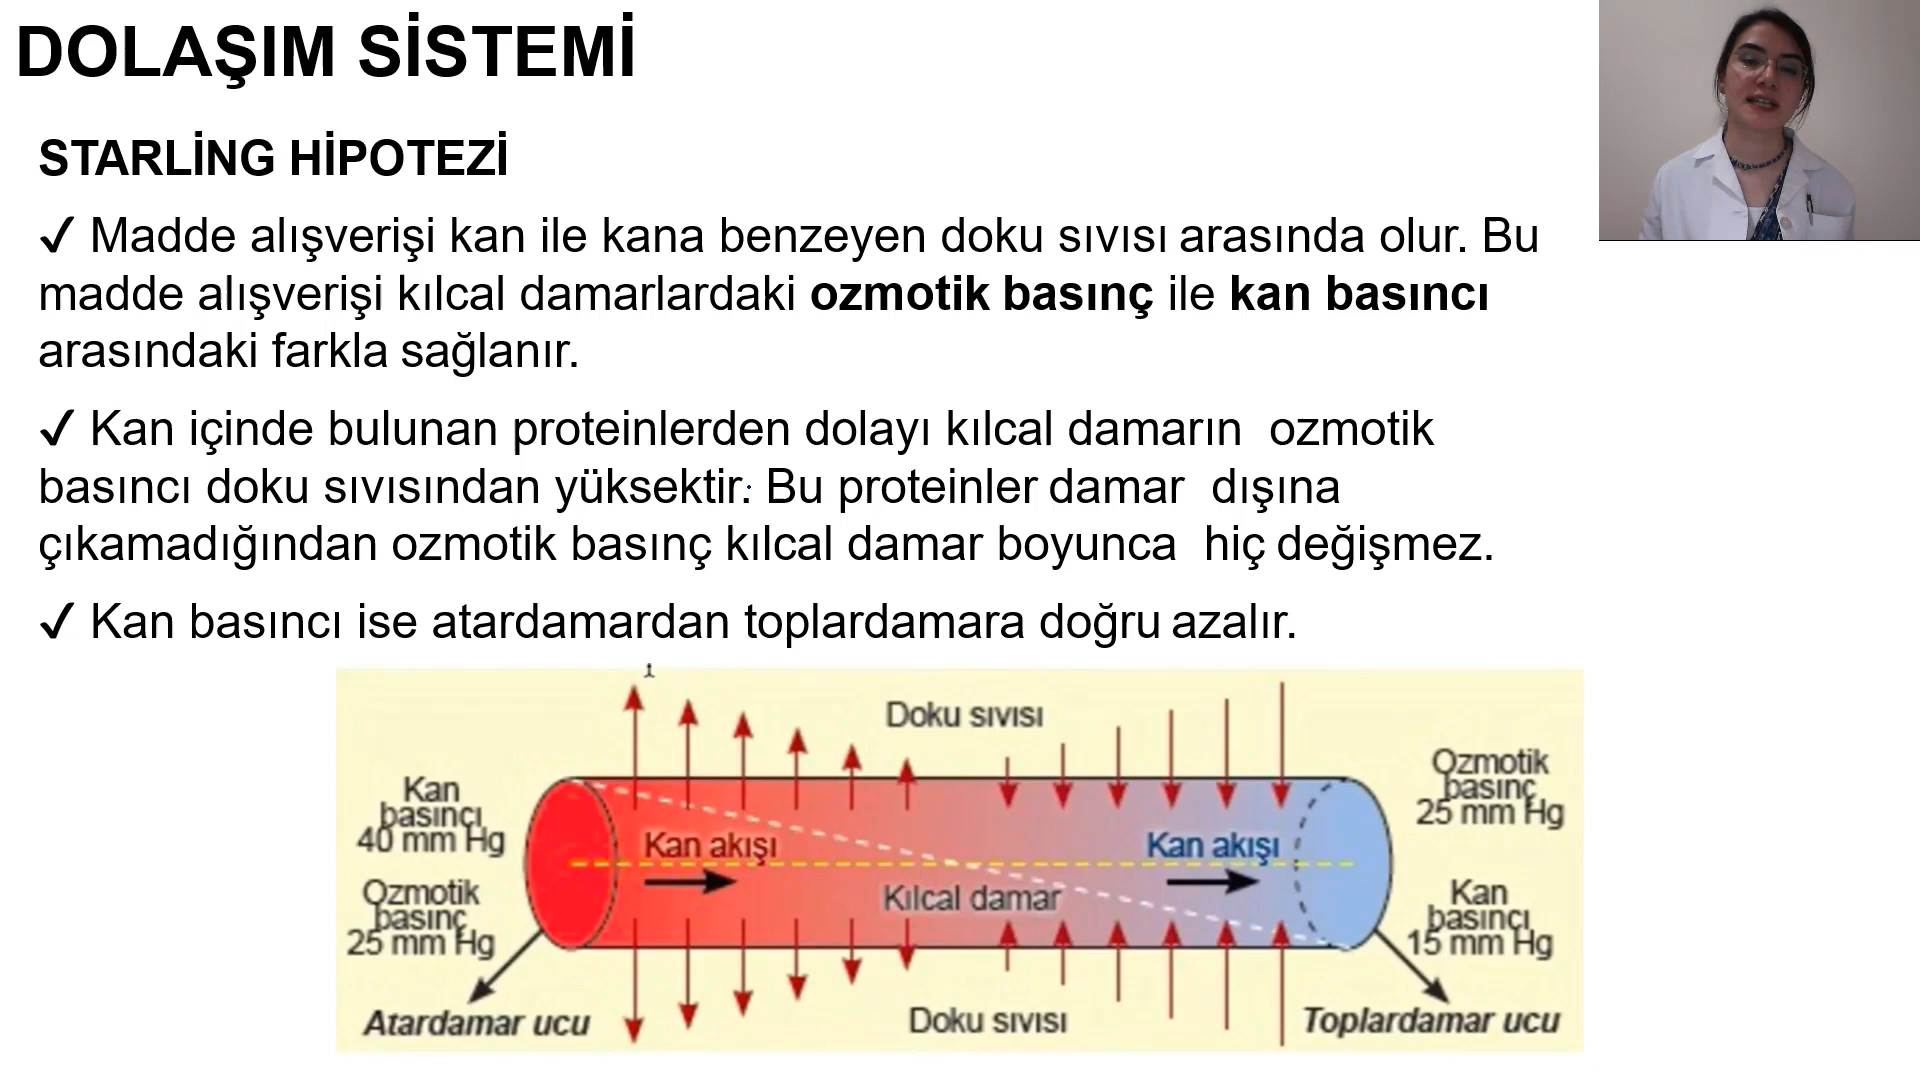 DOLAŞIM SİSTEMİ
STARLİNG HİPOTEZİ
✓ Madde alışverişi kan ile kana benzeyen doku sıvısı arasında olur. Bu
madde alışverişi kılcal damarlardaki ozmotik basınç ile kan basıncı
arasındaki farkla sağlanır.
✓ Kan içinde bulunan proteinlerden dolayı kılcal damarın ozmotik
basıncı doku sıvısından yüksektir. Bu proteinler damar dışına
çıkamadığından ozmotik basınç kılcal damar boyunca hiç değişmez.
✓ Kan basıncı ise atardamardan toplardamara doğru azalır.
Doku sıvısı
Kan
basıncı
40 mm Hg
Ozmotik
basınç
25 mm Hg
Atardamar ucu
Kan akışı
Kılcal damar
Kan akışı
Doku sıvısı
Ozmotik
basınç
25 mm Hg
Kan
basıncı
15 mm Hg
Toplardamar ucu